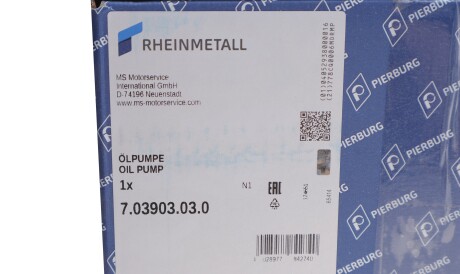 RHEINMETALL
MS Motorservice
International GmbH
D-74196 Neuenstadt
www.ms-motorservice.com
ÖLPUMPE
OIL PUMP
1x
N1
EAC
7.03903.03.0
PIERBURG
PIERBURG
PIERBURG
PIERBURG